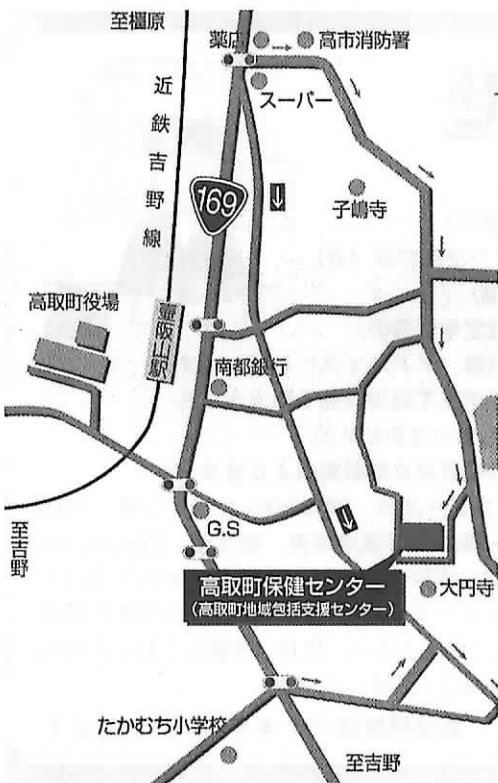 至橿原
薬店
高市消防署
スーパー
近鉄吉野線
169
子嶋寺
高取町役場
壷阪山駅
南都銀行
G.S
至吉野
高取町保健センター
(高取町地域包括支援センター)
大円寺
たかむち小学校
至吉野